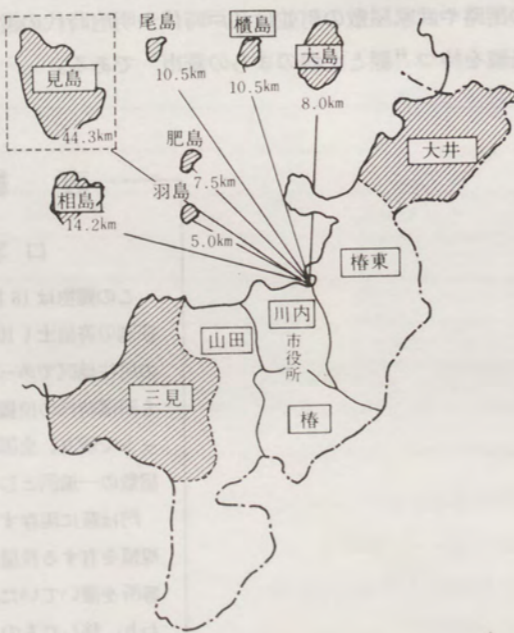 尾島
10.5km
櫃島
10.5km
大島
8.0km
見島
44.3km
大井
肥島
7.5km
羽島
5.0km
相島
14.2km
椿東
川内
市役所
山田
三見
椿